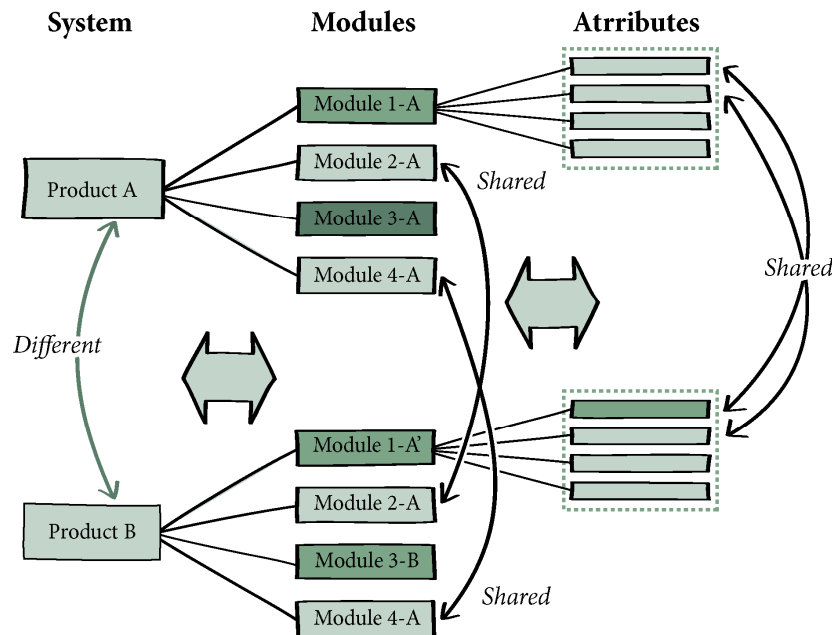 System
Modules
Atrributes
Module 1-A
Module 2-A
Shared
Product A
Module 3-A
Module 4-A
Shared
Different
Module 1-A’
Module 2-A
Product B
Module 3-B
Shared
Module 4-A